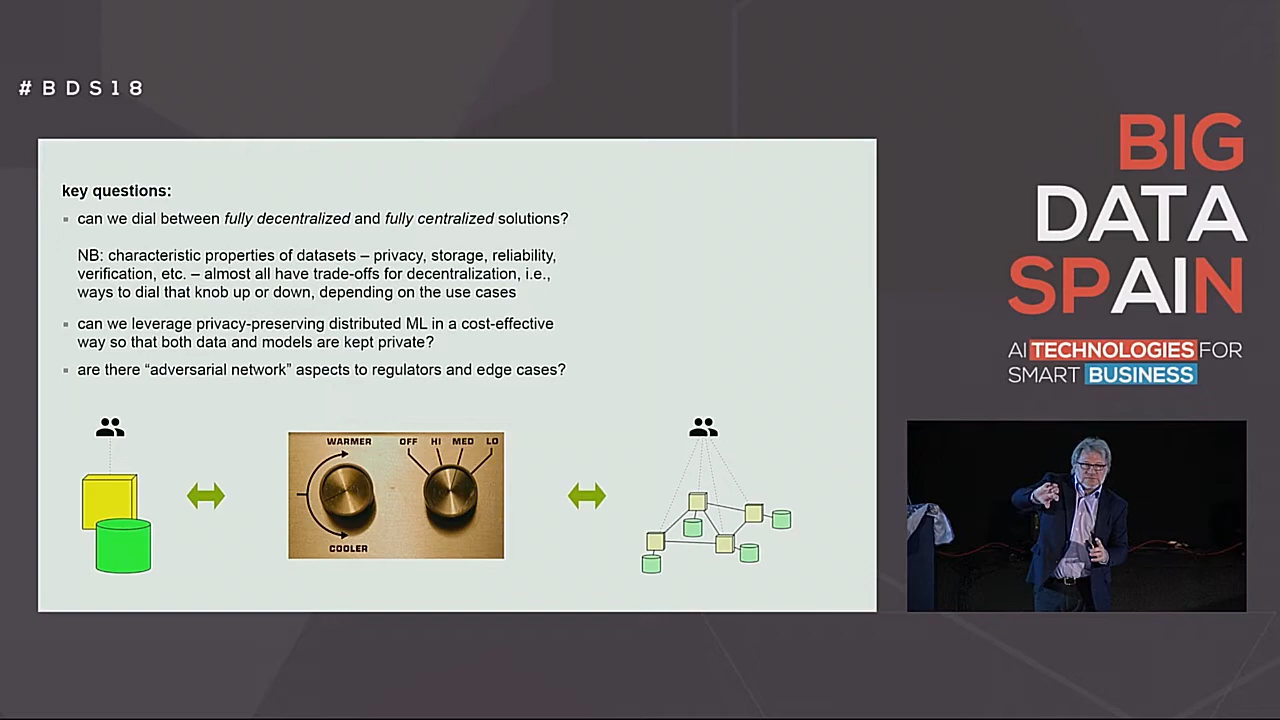 #BDS18
key questions:
▪ can we dial between fully decentralized and fully centralized solutions?
NB: characteristic properties of datasets – privacy, storage, reliability,
verification, etc. – almost all have trade-offs for decentralization, i.e.,
ways to dial that knob up or down, depending on the use cases
▪ can we leverage privacy-preserving distributed ML in a cost-effective
way so that both data and models are kept private?
▪ are there “adversarial network” aspects to regulators and edge cases?
WARMER
OFF HI MED LO
COOLER
BIG
DATA
SPAIN
AI TECHNOLOGIES FOR
SMART BUSINESS